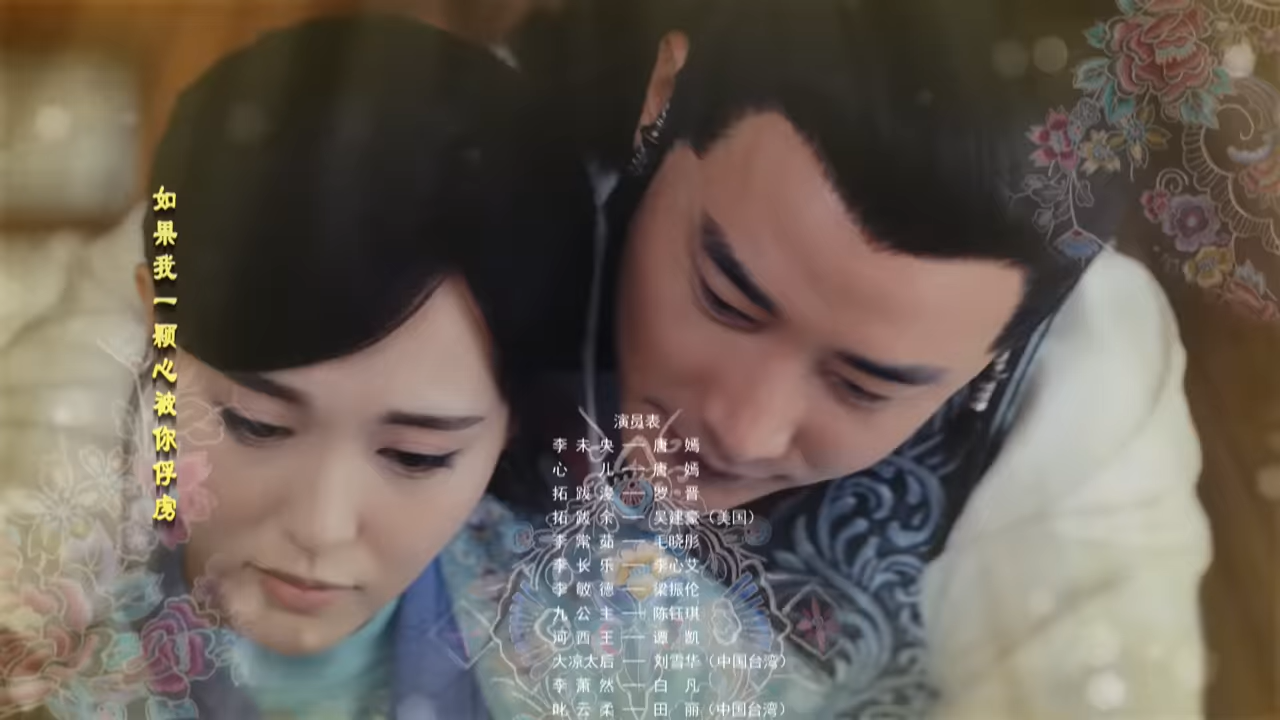 如果我一颗心被你俘虏
演员表
李未央——唐嫣
心儿——唐嫣
拓跋浚——罗晋
拓跋余——吴建豪（美国）
李常茹——毛晓彤
李长乐——李心艾
李敏德——梁振伦
九公主——陈钰琪
河西王——谭凯
大凉太后——刘雪华（中国台湾）
李萧然——白凡
叱云柔——田丽（中国台湾）